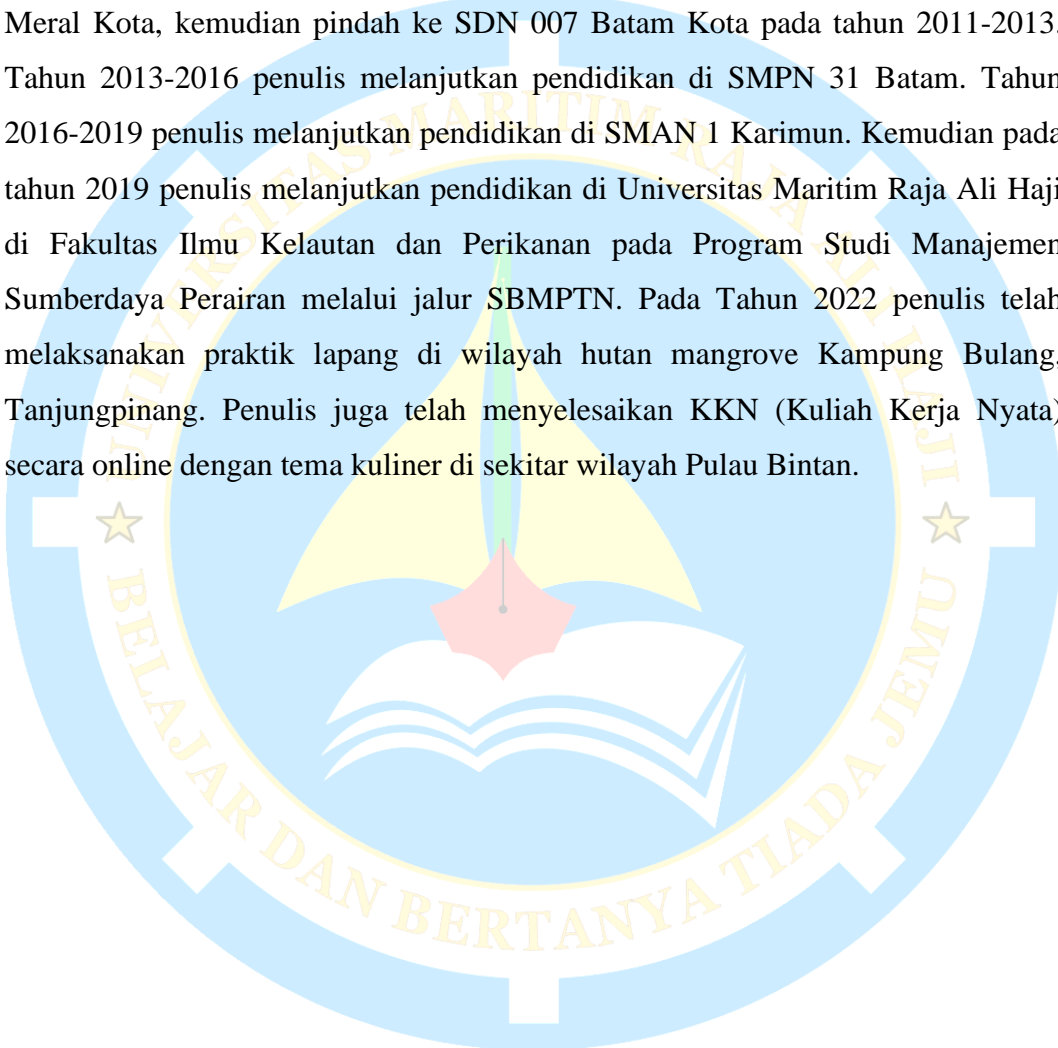 Meral Kota, kemudian pindah ke SDN 007 Batam Kota pada tahun 2011-2013.
Tahun 2013-2016 penulis melanjutkan pendidikan di SMPN 31 Batam. Tahun
2016-2019 penulis melanjutkan pendidikan di SMAN 1 Karimun. Kemudian pada
tahun 2019 penulis melanjutkan pendidikan di Universitas Maritim Raja Ali Haji
di Fakultas Ilmu Kelautan dan Perikanan pada Program Studi Manajemen
Sumberdaya Perairan melalui jalur SBMPTN. Pada Tahun 2022 penulis telah
melaksanakan praktik lapang di wilayah hutan mangrove Kampung Bulang,
Tanjungpinang. Penulis juga telah menyelesaikan KKN (Kuliah Kerja Nyata)
secara online dengan tema kuliner di sekitar wilayah Pulau Bintan.
UNIVERSITAS MARITIM RAJA ALI HAJI
BELAJAR DAN BERTANYA TIADA JEMU